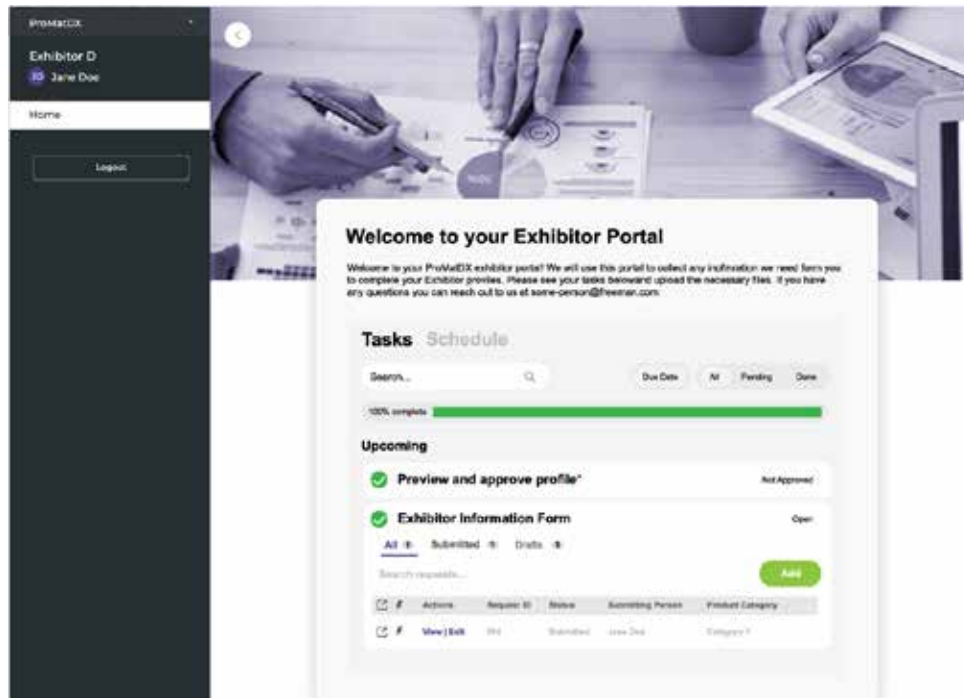 ProMatDX
Exhibitor D
JD Jane Doe
Home
Logout
Welcome to your Exhibitor Portal
Welcome to your ProMatDX exhibitor portal! We will use this portal to collect any information we need form you
to complete your Exhibitor profiles. Please see your tasks belowand upload the necessary files. If you have
any questions you can reach out to us at some-person@freeman.com
Tasks Schedule
Search...
Due Date All Pending Done
100% complete
Upcoming
Preview and approve profile*
Not Approved
Exhibitor Information Form
Open
All Submitted Drafts
Search requests...
Add
Actions Request ID Status Submitting Person Product Category
View | Edit Submitted Jane Doe Category 1